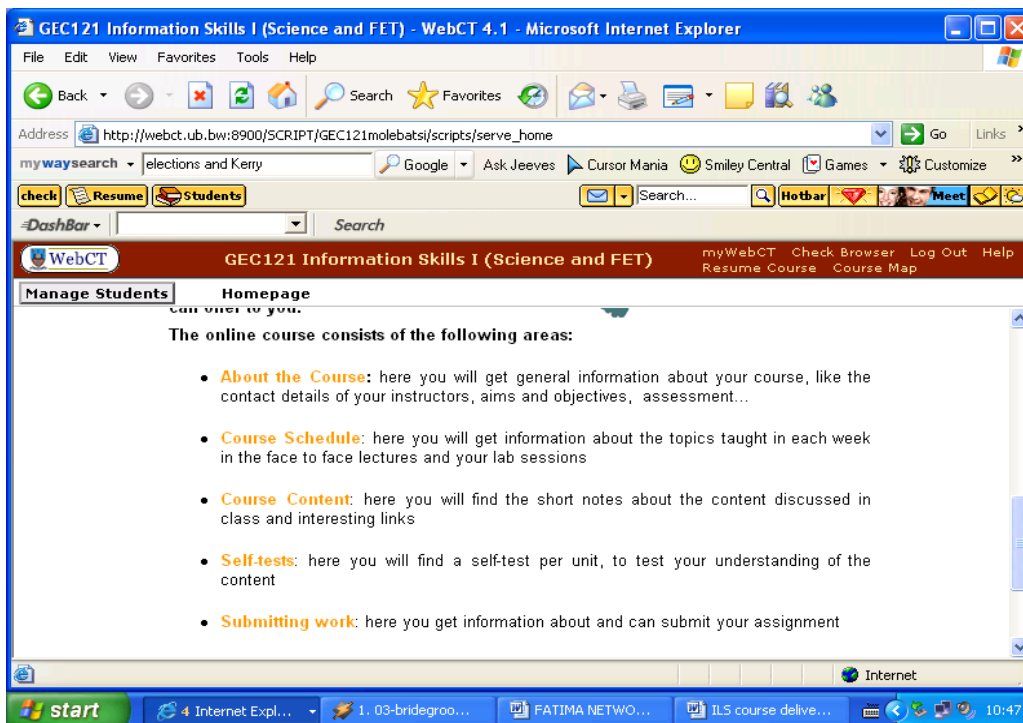 GEC121 Information Skills I (Science and FET) - WebCT 4.1 - Microsoft Internet Explorer
File Edit View Favorites Tools Help
Back Search Favorites
Address http://webct.ub.bw:8900/SCRIPT/GEC121molebatsi/scripts/serve_home Go Links »
mywaysearch elections and Kerry Google Ask Jeeves Cursor Mania Smiley Central Games Customize »
check Resume Students Search... Hotbar Meet
DashBar Search
WebCT GEC121 Information Skills I (Science and FET) myWebCT Check Browser Log Out Help
Resume Course Course Map
Manage Students Homepage
can offer to you.
The online course consists of the following areas:
• About the Course: here you will get general information about your course, like the
contact details of your instructors, aims and objectives, assessment...
• Course Schedule: here you will get information about the topics taught in each week
in the face to face lectures and your lab sessions
• Course Content: here you will find the short notes about the content discussed in
class and interesting links
• Self-tests: here you will find a self-test per unit, to test your understanding of the
content
• Submitting work: here you get information about and can submit your assignment
Internet
start 4 Internet Expl... 1. 03-bridegroo... FATIMA NETWO... ILS course delive... 10:47